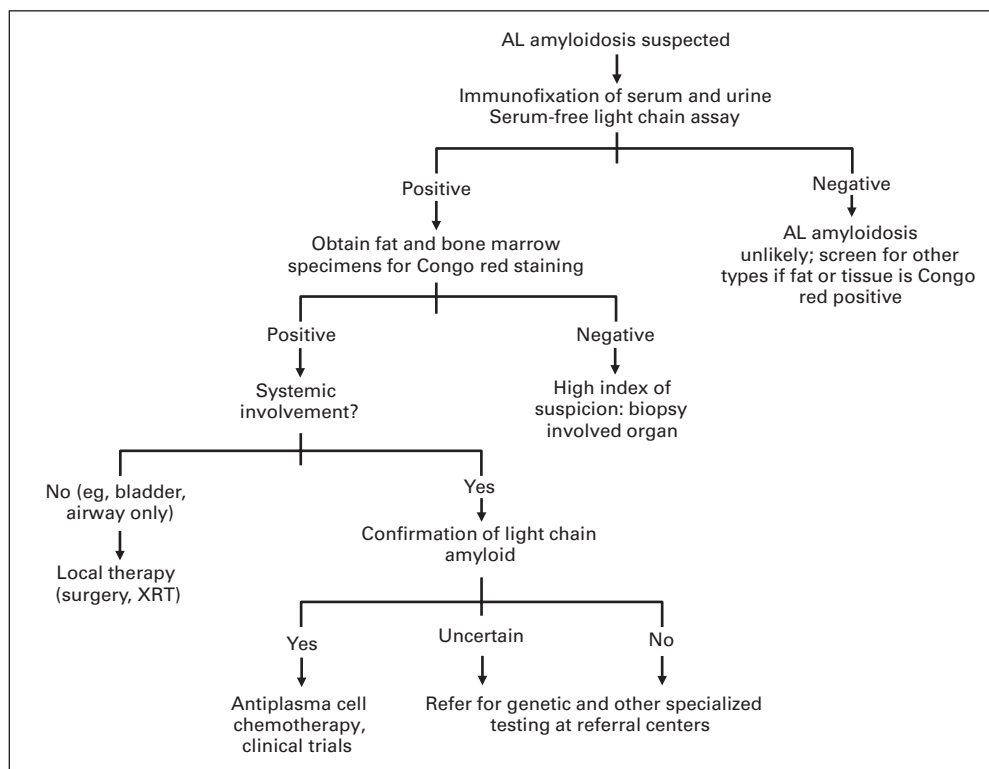 AL amyloidosis suspected
Immunofixation of serum and urine
Serum-free light chain assay
Positive
Negative
Obtain fat and bone marrow
specimens for Congo red staining
AL amyloidosis
unlikely; screen for other
types if fat or tissue is Congo
red positive
Positive
Negative
Systemic
involvement?
High index of
suspicion: biopsy
involved organ
No (eg, bladder,
airway only)
Yes
Local therapy
(surgery, XRT)
Confirmation of light chain
amyloid
Yes
Uncertain
No
Antiplasma cell
chemotherapy,
clinical trials
Refer for genetic and other specialized
testing at referral centers